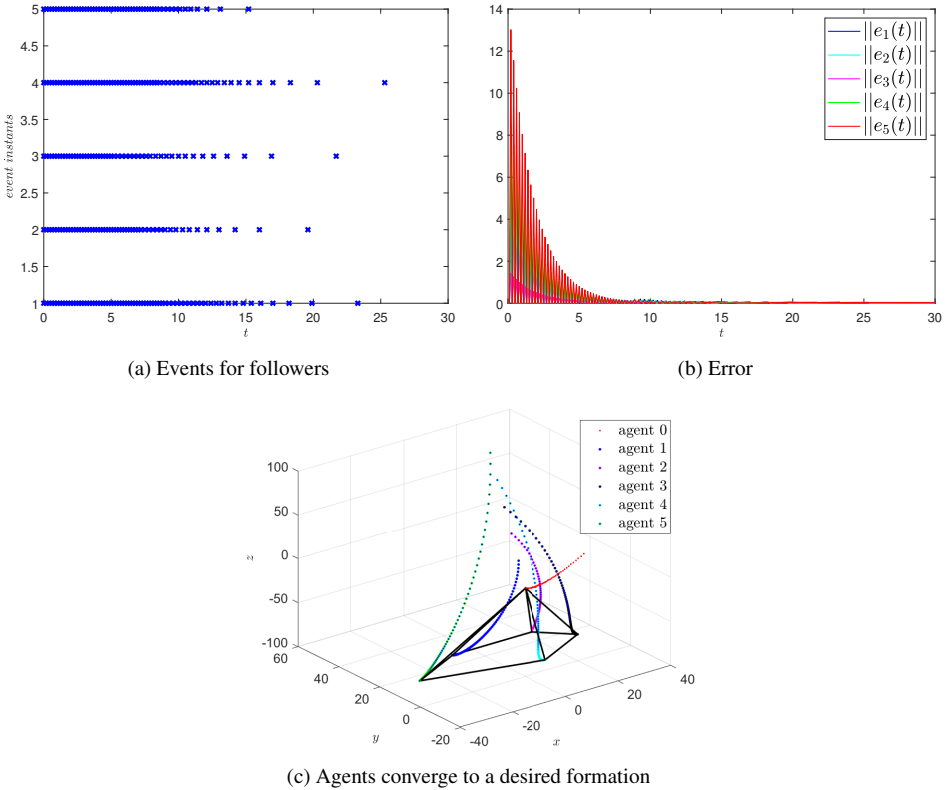 5
4.5
4
3.5
3
2.5
2
1.5
1
event instants
0 5 10 15 20 25 30
t
(a) Events for followers
14
12
10
8
6
4
2
0
||e₁(t)||
||e₂(t)||
||e₃(t)||
||e₄(t)||
||e₅(t)||
0 5 10 15 20 25 30
t
(b) Error
agent 0
agent 1
agent 2
agent 3
agent 4
agent 5
100
50
0
-50
-100
z
60
40
20
0
-20
y
-40
-20
0
20
40
x
(c) Agents converge to a desired formation